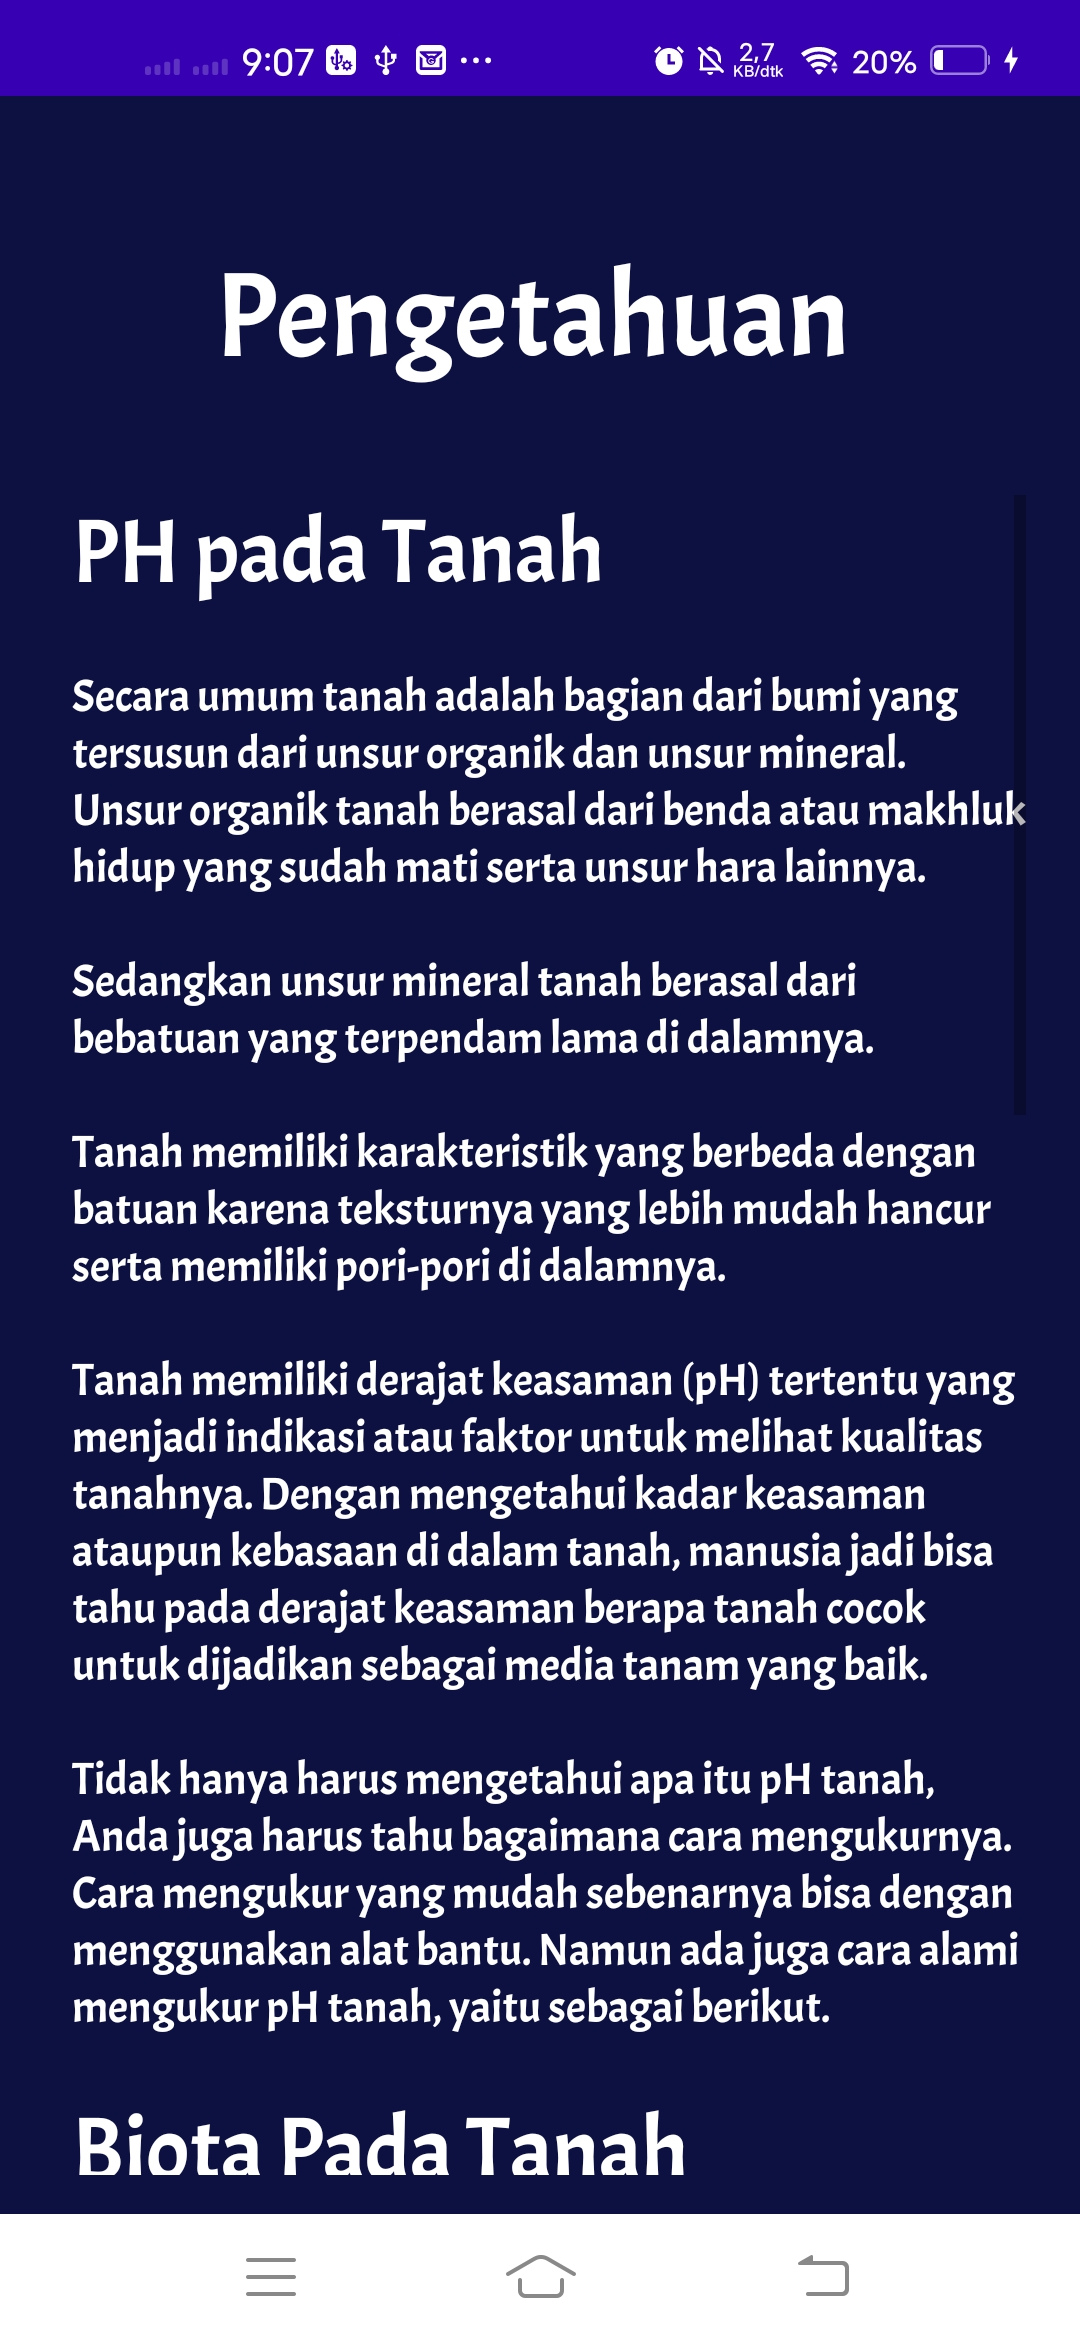 9:07
2,7
KB/dtk
20%
Pengetahuan
PH pada Tanah
Secara umum tanah adalah bagian dari bumi yang
tersusun dari unsur organik dan unsur mineral.
Unsur organik tanah berasal dari benda atau makhluk
hidup yang sudah mati serta unsur hara lainnya.
Sedangkan unsur mineral tanah berasal dari
bebatuan yang terpendam lama di dalamnya.
Tanah memiliki karakteristik yang berbeda dengan
batuan karena teksturnya yang lebih mudah hancur
serta memiliki pori-pori di dalamnya.
Tanah memiliki derajat keasaman (pH) tertentu yang
menjadi indikasi atau faktor untuk melihat kualitas
tanahnya. Dengan mengetahui kadar keasaman
ataupun kebasaan di dalam tanah, manusia jadi bisa
tahu pada derajat keasaman berapa tanah cocok
untuk dijadikan sebagai media tanam yang baik.
Tidak hanya harus mengetahui apa itu pH tanah,
Anda juga harus tahu bagaimana cara mengukurnya.
Cara mengukur yang mudah sebenarnya bisa dengan
menggunakan alat bantu. Namun ada juga cara alami
mengukur pH tanah, yaitu sebagai berikut.
Biota Pada Tanah